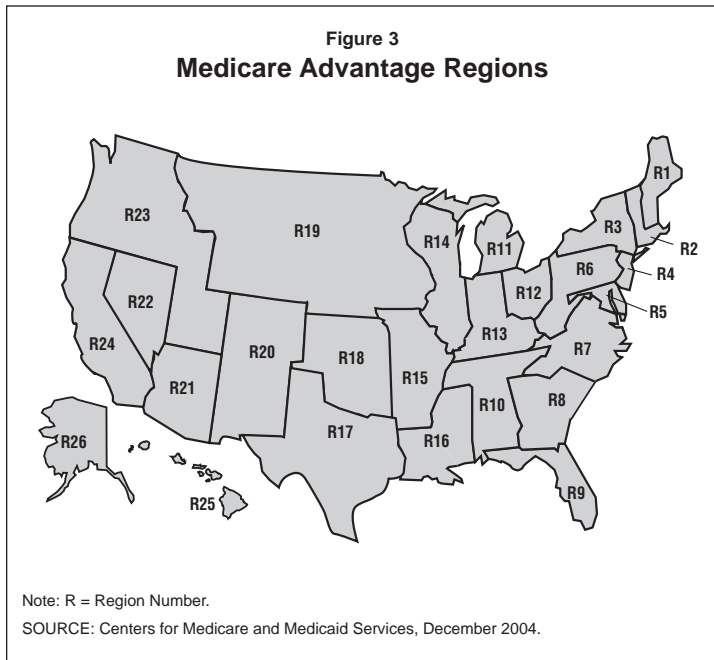 Figure 3
Medicare Advantage Regions
R1
R23
R19
R14
R11
R3
R2
R6
R4
R12
R5
R22
R13
R24
R20
R18
R7
R15
R21
R10
R8
R17
R16
R26
R9
R25
Note: R = Region Number.
SOURCE: Centers for Medicare and Medicaid Services, December 2004.